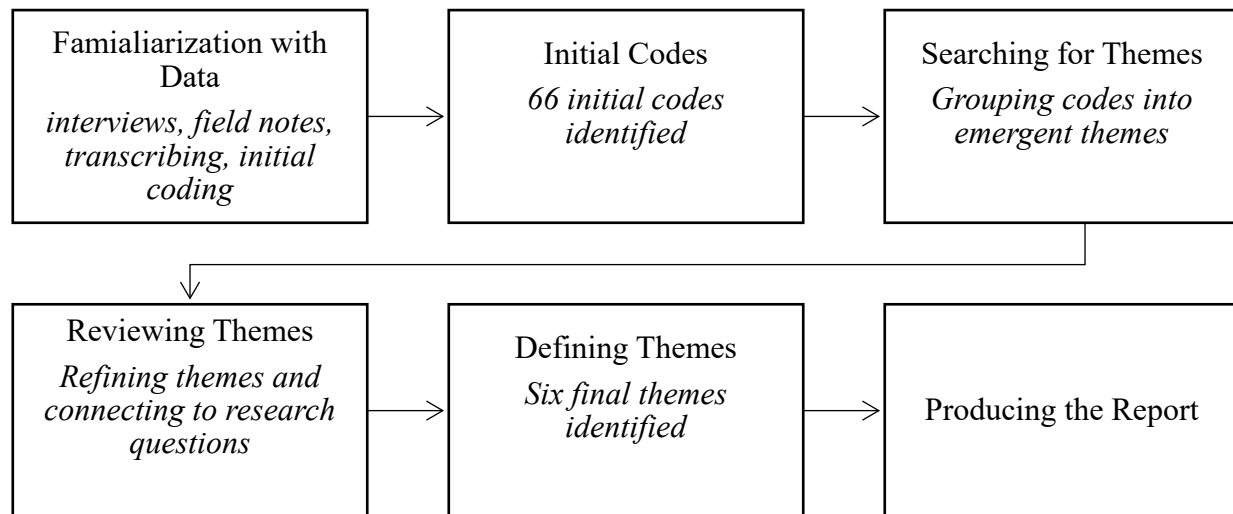 Famialiarization with
Data
interviews, field notes,
transcribing, initial
coding
Initial Codes
66 initial codes
identified
Searching for Themes
Grouping codes into
emergent themes
Reviewing Themes
Refining themes and
connecting to research
questions
Defining Themes
Six final themes
identified
Producing the Report